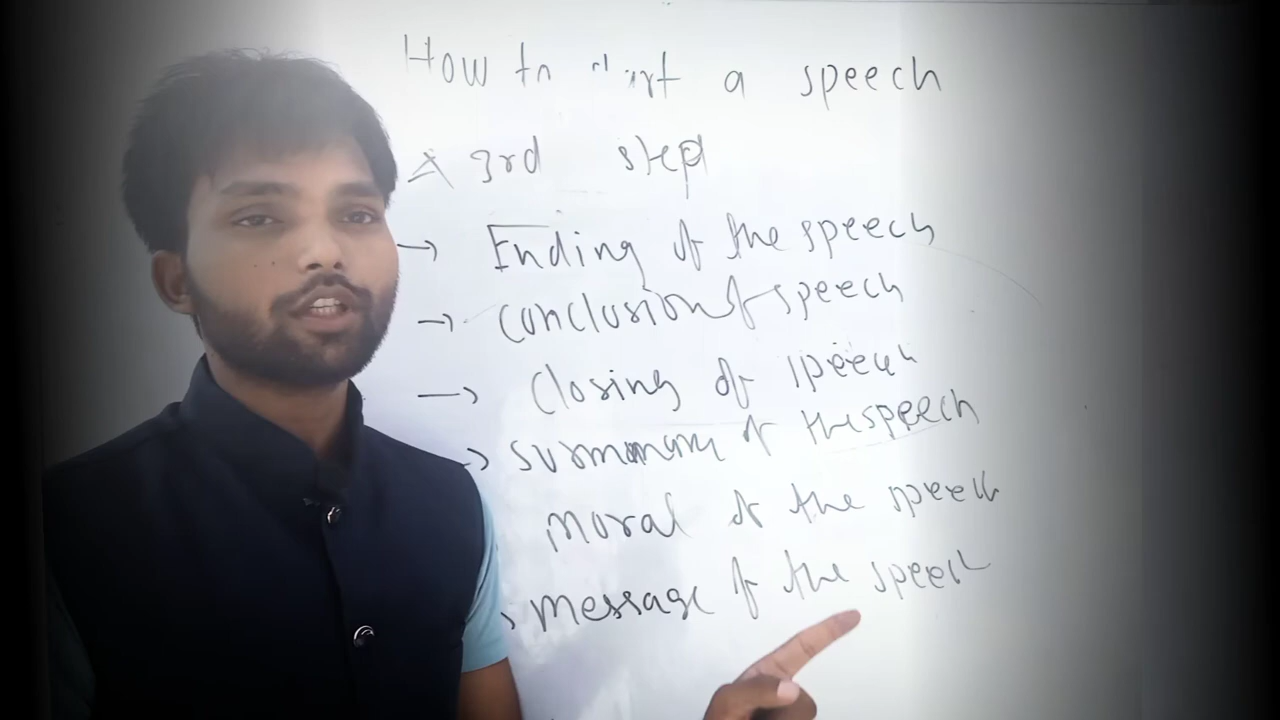 How to a speech
3rd step
→ Ending of the speech
→ Conclusion of speech
→ Closing of speech
→ summary of the speech
Moral of the speech
Message of the speech